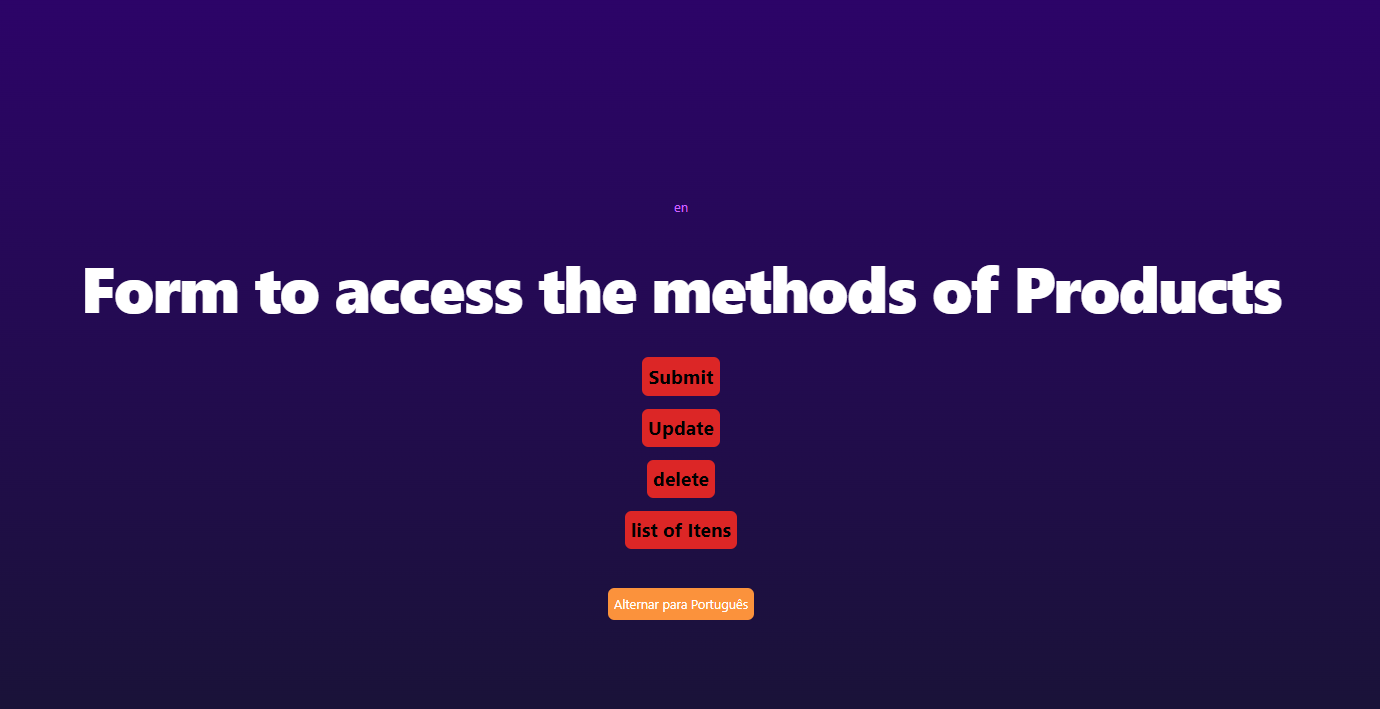 en
Form to access the methods of Products
Submit
Update
delete
list of Itens
Alternar para Português